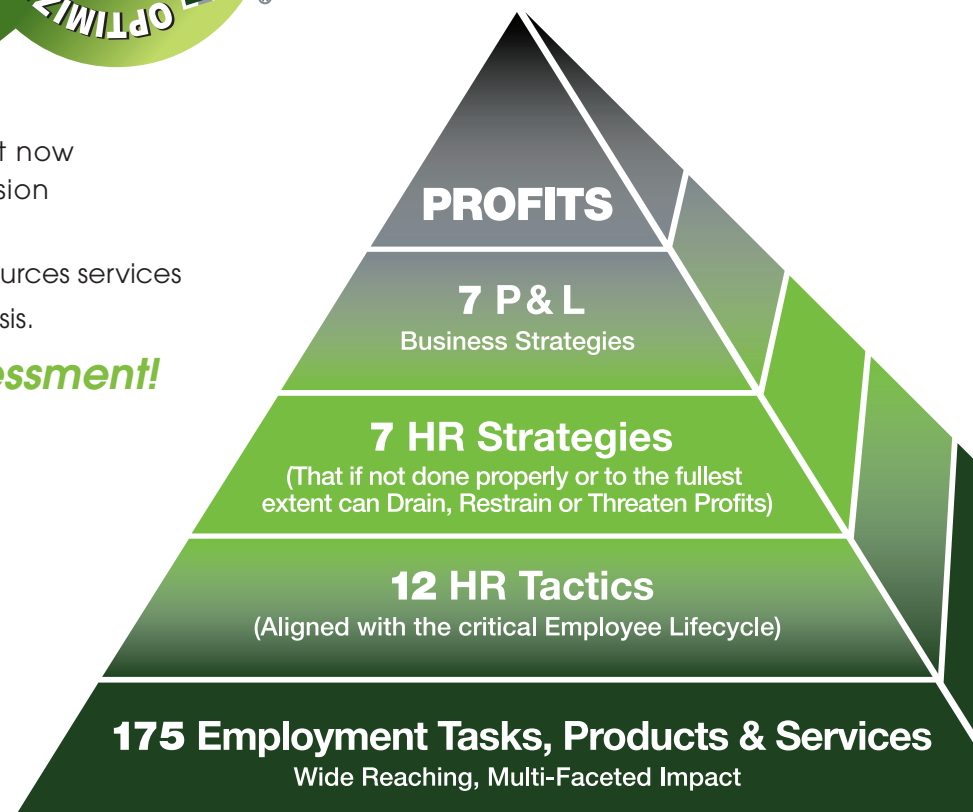 OPTIMIZ
t now
sion
urces services
sis.
essment!
PROFITS
7 P & L
Business Strategies
7 HR Strategies
(That if not done properly or to the fullest
extent can Drain, Restrain or Threaten Profits)
12 HR Tactics
(Aligned with the critical Employee Lifecycle)
175 Employment Tasks, Products & Services
Wide Reaching, Multi-Faceted Impact